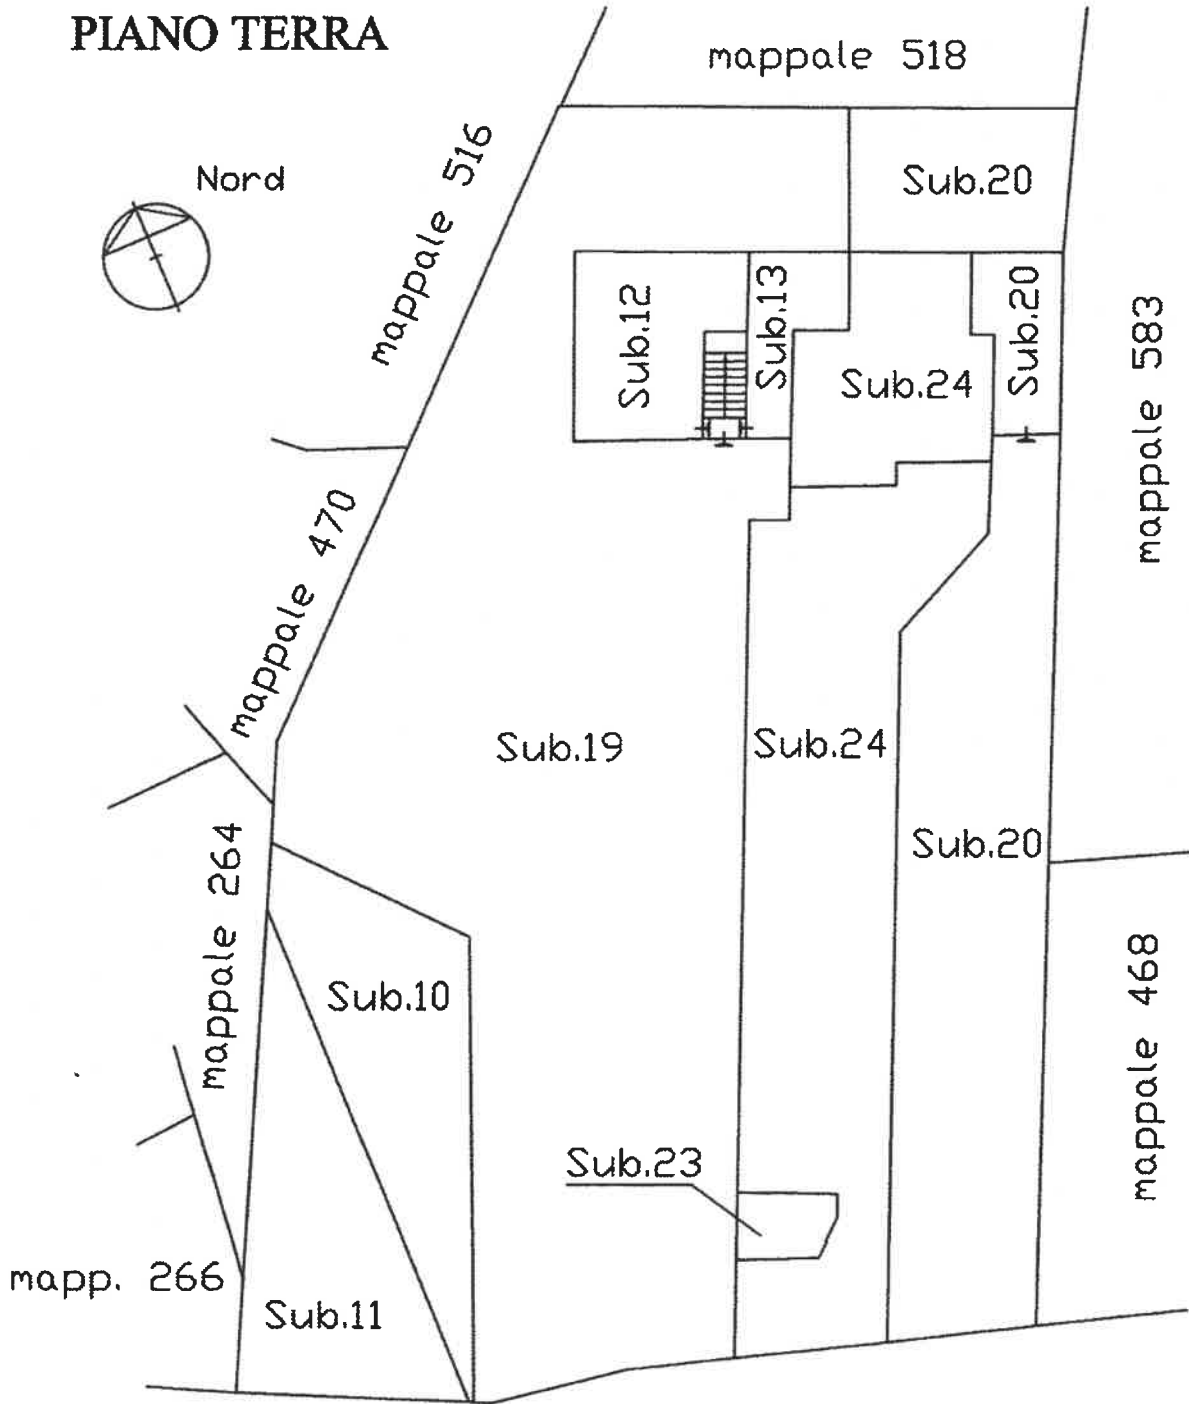 PIANO TERRA
mappale 518
Nord
mappale 516
Sub.20
Sub.12
Sub.13
Sub.20
Sub.24
mappale 583
mappale 470
Sub.19
Sub.24
Sub.20
mappale 264
Sub.10
mappale 468
Sub.23
mapp. 266
Sub.11